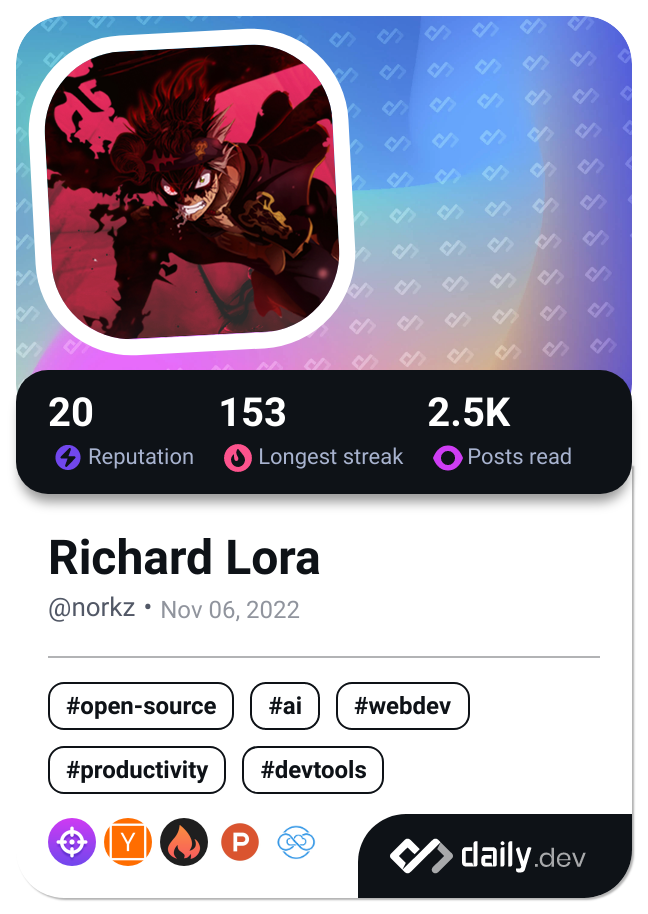 20 153 2.5K
Reputation Longest streak Posts read
Richard Lora
@norkz • Nov 06, 2022
#open-source #ai #webdev
#productivity #devtools
Y P
daily.dev